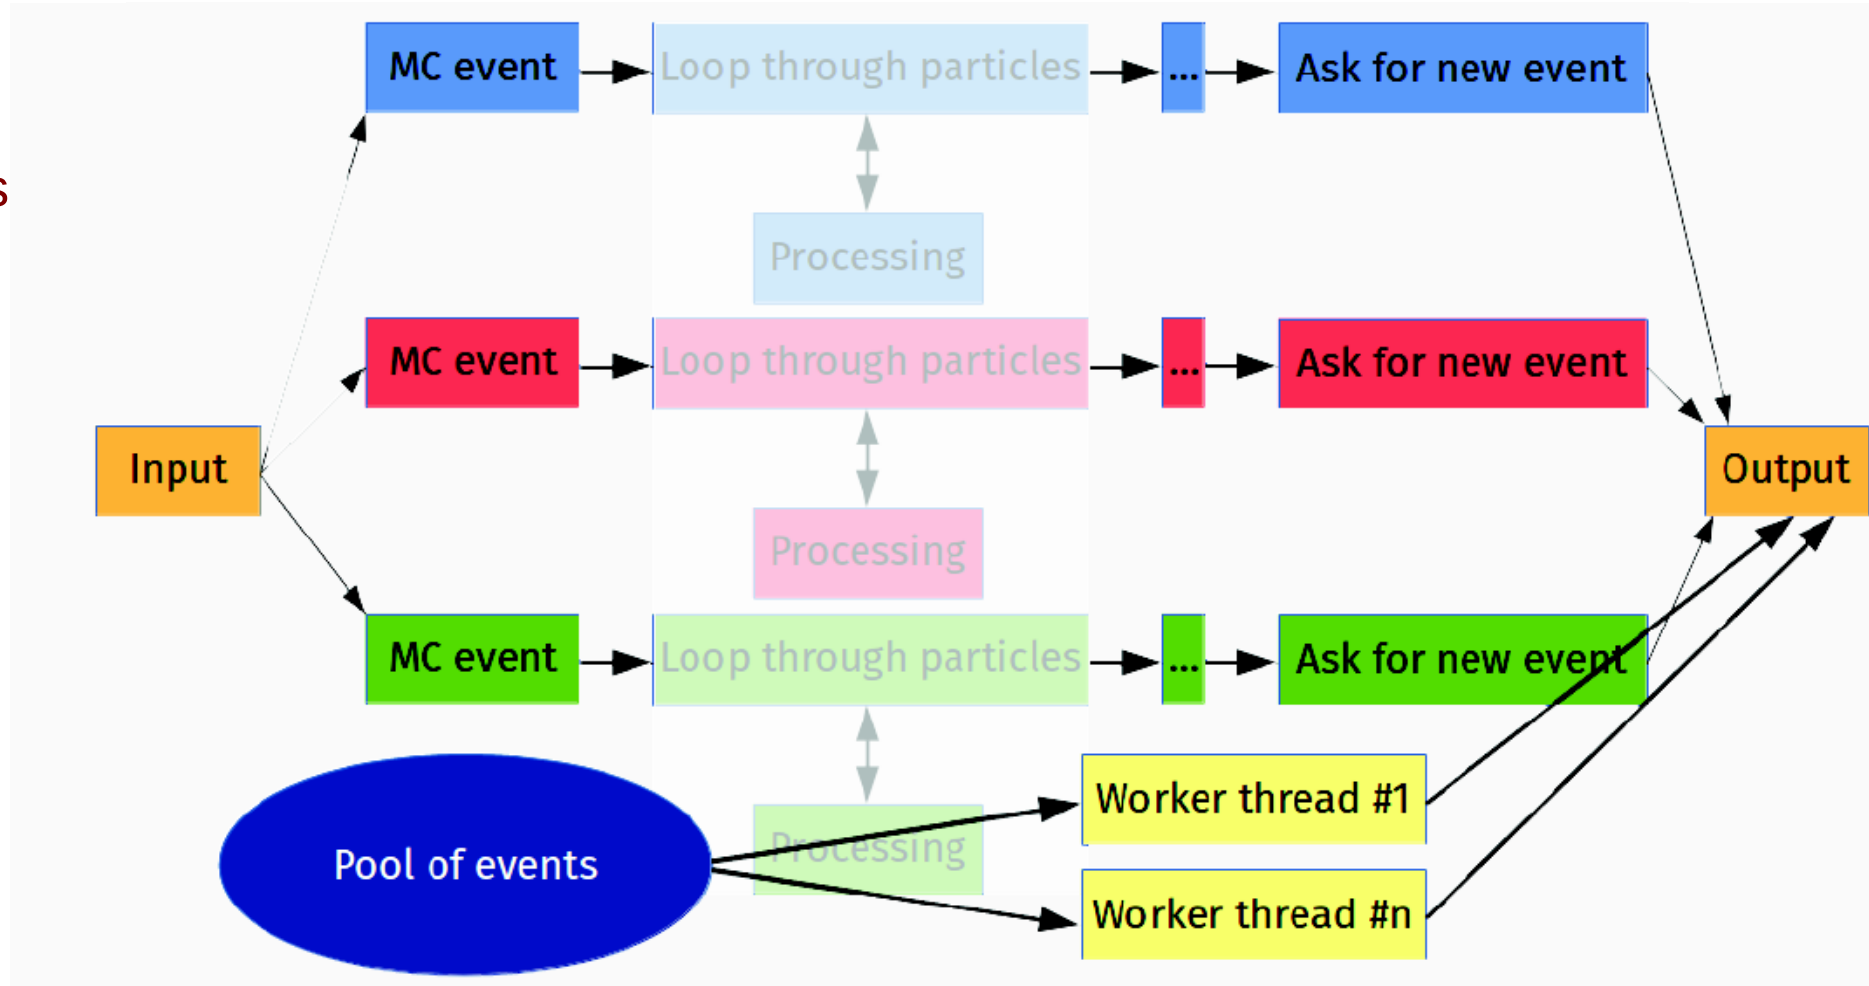 MC event
Loop through particles
...
Ask for new event
s
Processing
MC event
Loop through particles
...
Ask for new event
Input
Output
Processing
MC event
Loop through particles
...
Ask for new event
Worker thread #1
Processing
Pool of events
Worker thread #n